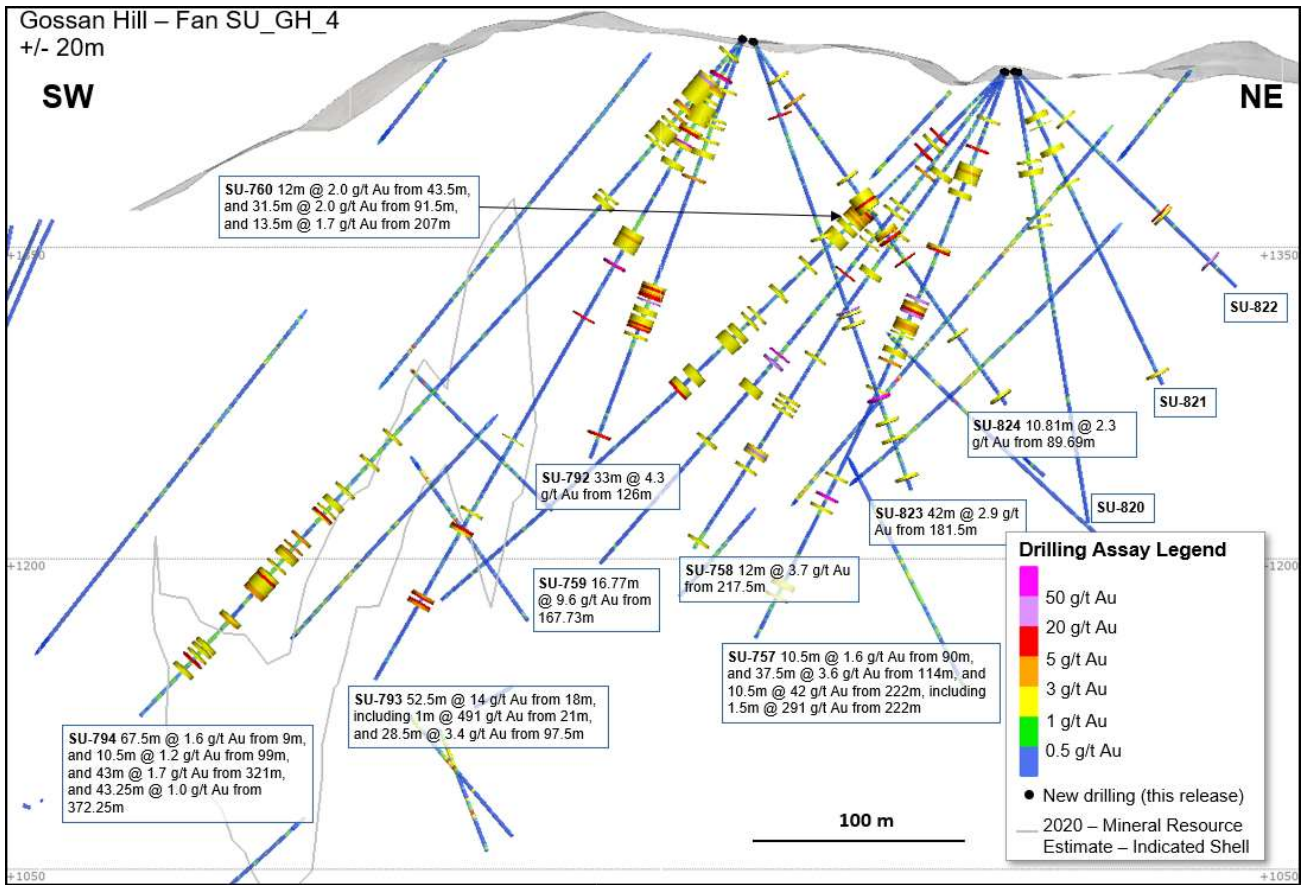 Gossan Hill – Fan SU_GH_4
+/- 20m
SW
NE
SU-760 12m @ 2.0 g/t Au from 43.5m,
and 31.5m @ 2.0 g/t Au from 91.5m,
and 13.5m @ 1.7 g/t Au from 207m
+1350
+1350
SU-822
SU-821
SU-824 10.81m @ 2.3
g/t Au from 89.69m
SU-792 33m @ 4.3
g/t Au from 126m
SU-823 42m @ 2.9 g/t
Au from 181.5m
SU-820
+1200
+1200
SU-759 16.77m
@ 9.6 g/t Au from
167.73m
SU-758 12m @ 3.7 g/t Au
from 217.5m
SU-757 10.5m @ 1.6 g/t Au from 90m,
and 37.5m @ 3.6 g/t Au from 114m, and
10.5m @ 42 g/t Au from 222m, including
1.5m @ 291 g/t Au from 222m
SU-793 52.5m @ 14 g/t Au from 18m,
including 1m @ 491 g/t Au from 21m,
and 28.5m @ 3.4 g/t Au from 97.5m
SU-794 67.5m @ 1.6 g/t Au from 9m,
and 10.5m @ 1.2 g/t Au from 99m,
and 43m @ 1.7 g/t Au from 321m,
and 43.25m @ 1.0 g/t Au from
372.25m
Drilling Assay Legend
50 g/t Au
20 g/t Au
5 g/t Au
3 g/t Au
1 g/t Au
0.5 g/t Au
New drilling (this release)
2020 – Mineral Resource
Estimate – Indicated Shell
100 m
+1050
+1050